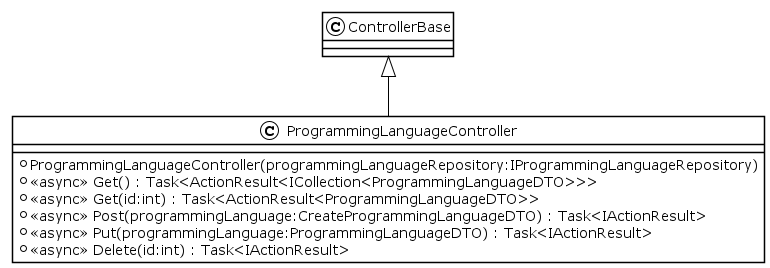 C ControllerBase
C ProgrammingLanguageController
ProgrammingLanguageController(programmingLanguageRepository:IProgrammingLanguageRepository)
«async» Get() : Task<ActionResult<ICollection<ProgrammingLanguageDTO>>>
«async» Get(id:int) : Task<ActionResult<ProgrammingLanguageDTO>>
«async» Post(programmingLanguage:CreateProgrammingLanguageDTO) : Task<IActionResult>
«async» Put(programmingLanguage:ProgrammingLanguageDTO) : Task<IActionResult>
«async» Delete(id:int) : Task<IActionResult>